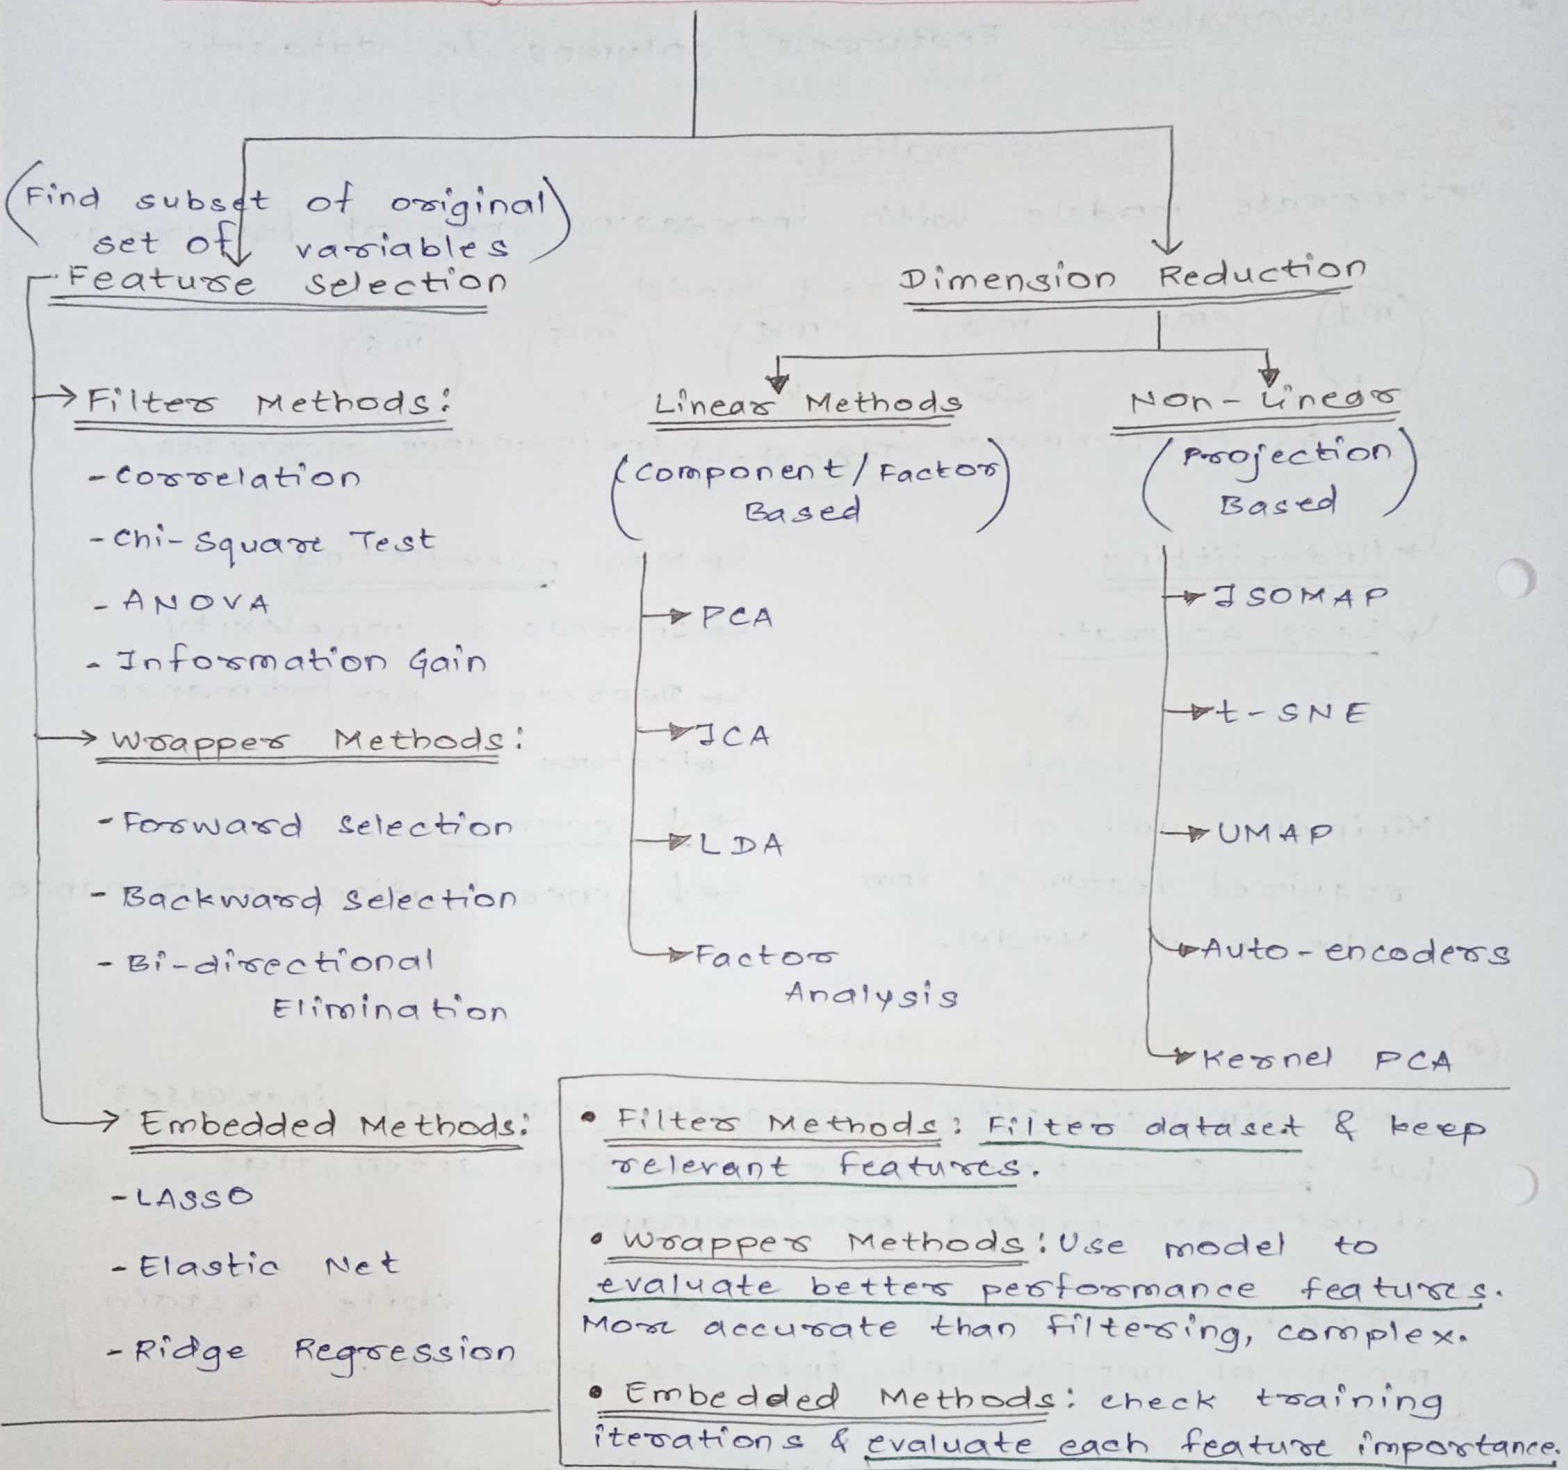 (Find subset of original
set of variables)
Feature Selection
Dimension Reduction
→ Filter Methods:
- Correlation
- Chi-Square Test
- ANOVA
- Information Gain
→ Wrapper Methods:
- Forward Selection
- Backward Selection
- Bi-directional
Elimination
→ Embedded Methods:
- LASSO
- Elastic Net
- Ridge Regression
Linear Methods
(Component/Factor
Based)
→ PCA
→ ICA
→ LDA
→ Factor
Analysis
Non-Linear
(Projection
Based)
→ ISOMAP
→ t-SNE
→ UMAP
→ Auto-encoders
→ Kernel PCA
• Filter Methods: Filter dataset & keep
relevant features.
• Wrapper Methods: Use model to
evaluate better performance features.
More accurate than filtering, complex.
• Embedded Methods: check training
iterations & evaluate each feature importance.